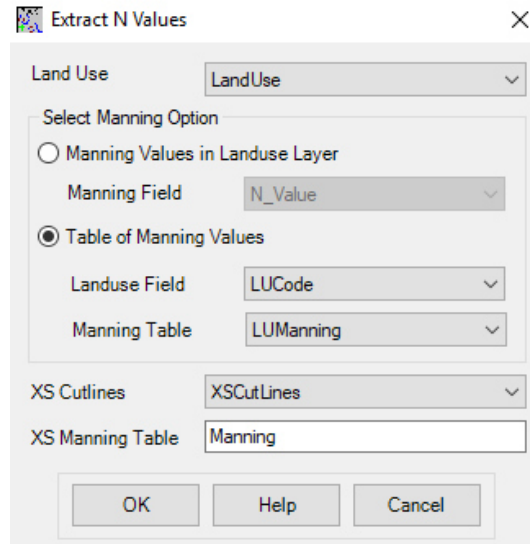 Extract N Values
Land Use LandUse
Select Manning Option
Manning Values in Landuse Layer
Manning Field N_Value
Table of Manning Values
Landuse Field LUCode
Manning Table LUManning
XS Cutlines XSCutLines
XS Manning Table Manning
OK Help Cancel